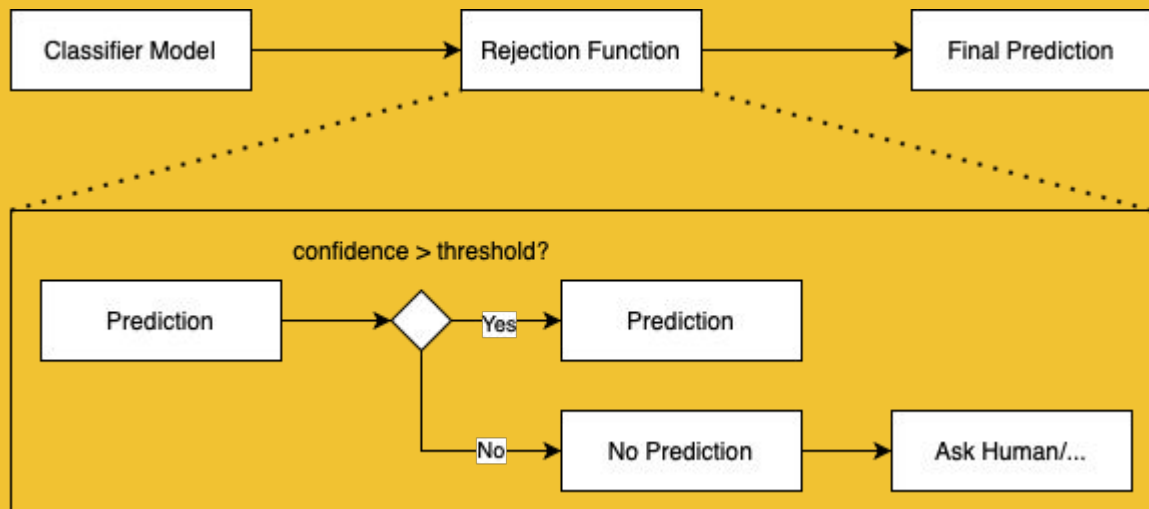 Classifier Model
Rejection Function
Final Prediction
confidence > threshold?
Prediction
Yes
Prediction
No
No Prediction
Ask Human/...